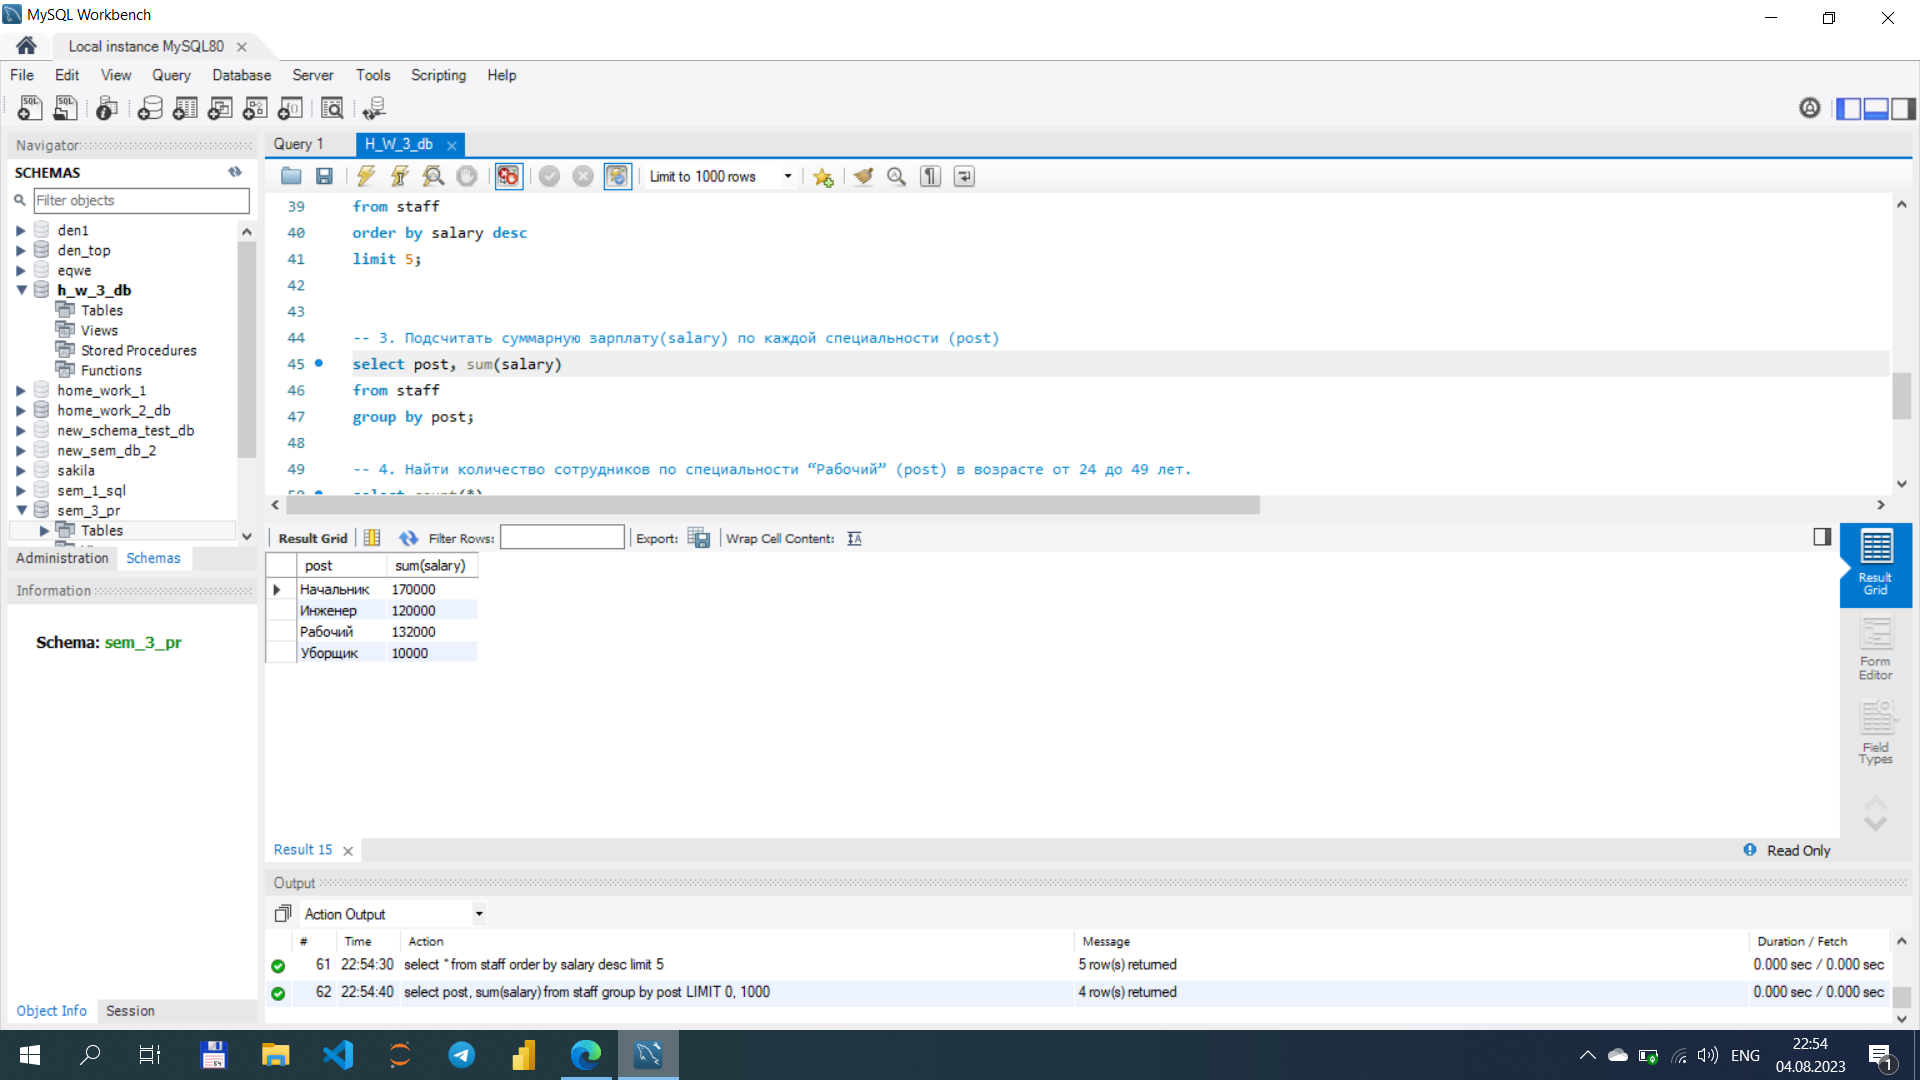 MySQL Workbench
Local instance MySQL80
File Edit View Query Database Server Tools Scripting Help
Navigator
SCHEMAS
Filter objects
den1
den_top
eqwe
h_w_3_db
Tables
Views
Stored Procedures
Functions
home_work_1
home_work_2_db
new_schema_test_db
new_sem_db_2
sakila
sem_1_sql
sem_3_pr
Tables
Administration Schemas
Information
Schema: sem_3_pr
Object Info Session
Query 1 H_W_3_db
Limit to 1000 rows
39 from staff
40 order by salary desc
41 limit 5;
42
43
44 -- 3. Подсчитать суммарную зарплату(salary) по каждой специальности (post)
45 select post, sum(salary)
46 from staff
47 group by post;
48
49 -- 4. Найти количество сотрудников по специальности “Рабочий” (post) в возрасте от 24 до 49 лет.
50 select count(*)
Result Grid Filter Rows: Export: Wrap Cell Content:
post sum(salary)
Начальник 170000
Инженер 120000
Рабочий 132000
Уборщик 10000
Result Grid
Form Editor
Field Types
Result 15 Read Only
Output
Action Output
# Time Action Message Duration / Fetch
61 22:54:30 select * from staff order by salary desc limit 5 5 row(s) returned 0.000 sec / 0.000 sec
62 22:54:40 select post, sum(salary) from staff group by post LIMIT 0, 1000 4 row(s) returned 0.000 sec / 0.000 sec
ENG
22:54
04.08.2023
1